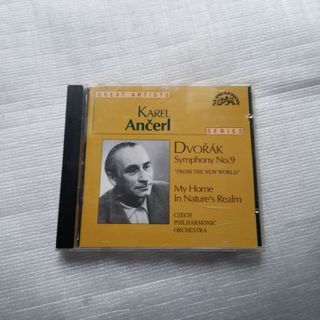 GREAT ARTISTS
SUPRAPHON
KAREL
Ančerl
SERIES
DVOŘÁK
Symphony No.9
"FROM THE NEW WORLD"
My Home
In Nature's Realm
CZECH
PHILHARMONIC
ORCHESTRA